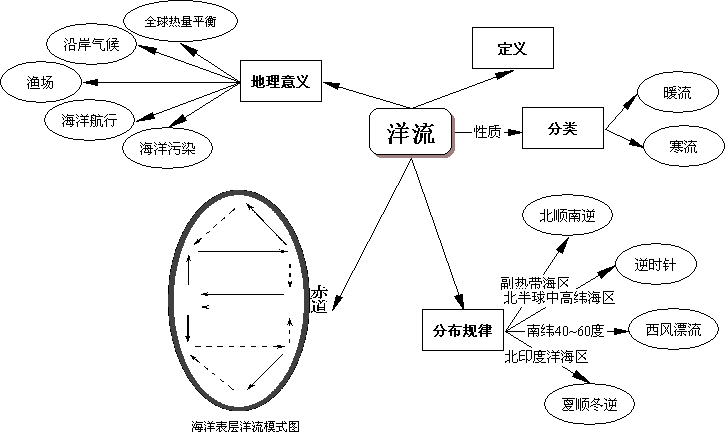 全球热量平衡
沿岸气候
渔场
海洋航行
海洋污染
地理意义
定义
洋流
性质
分类
暖流
寒流
北顺南逆
副热带海区
逆时针
北半球中高纬海区
分布规律
南纬40~60度
西风漂流
北印度洋海区
夏顺冬逆
赤
道
海洋表层洋流模式图